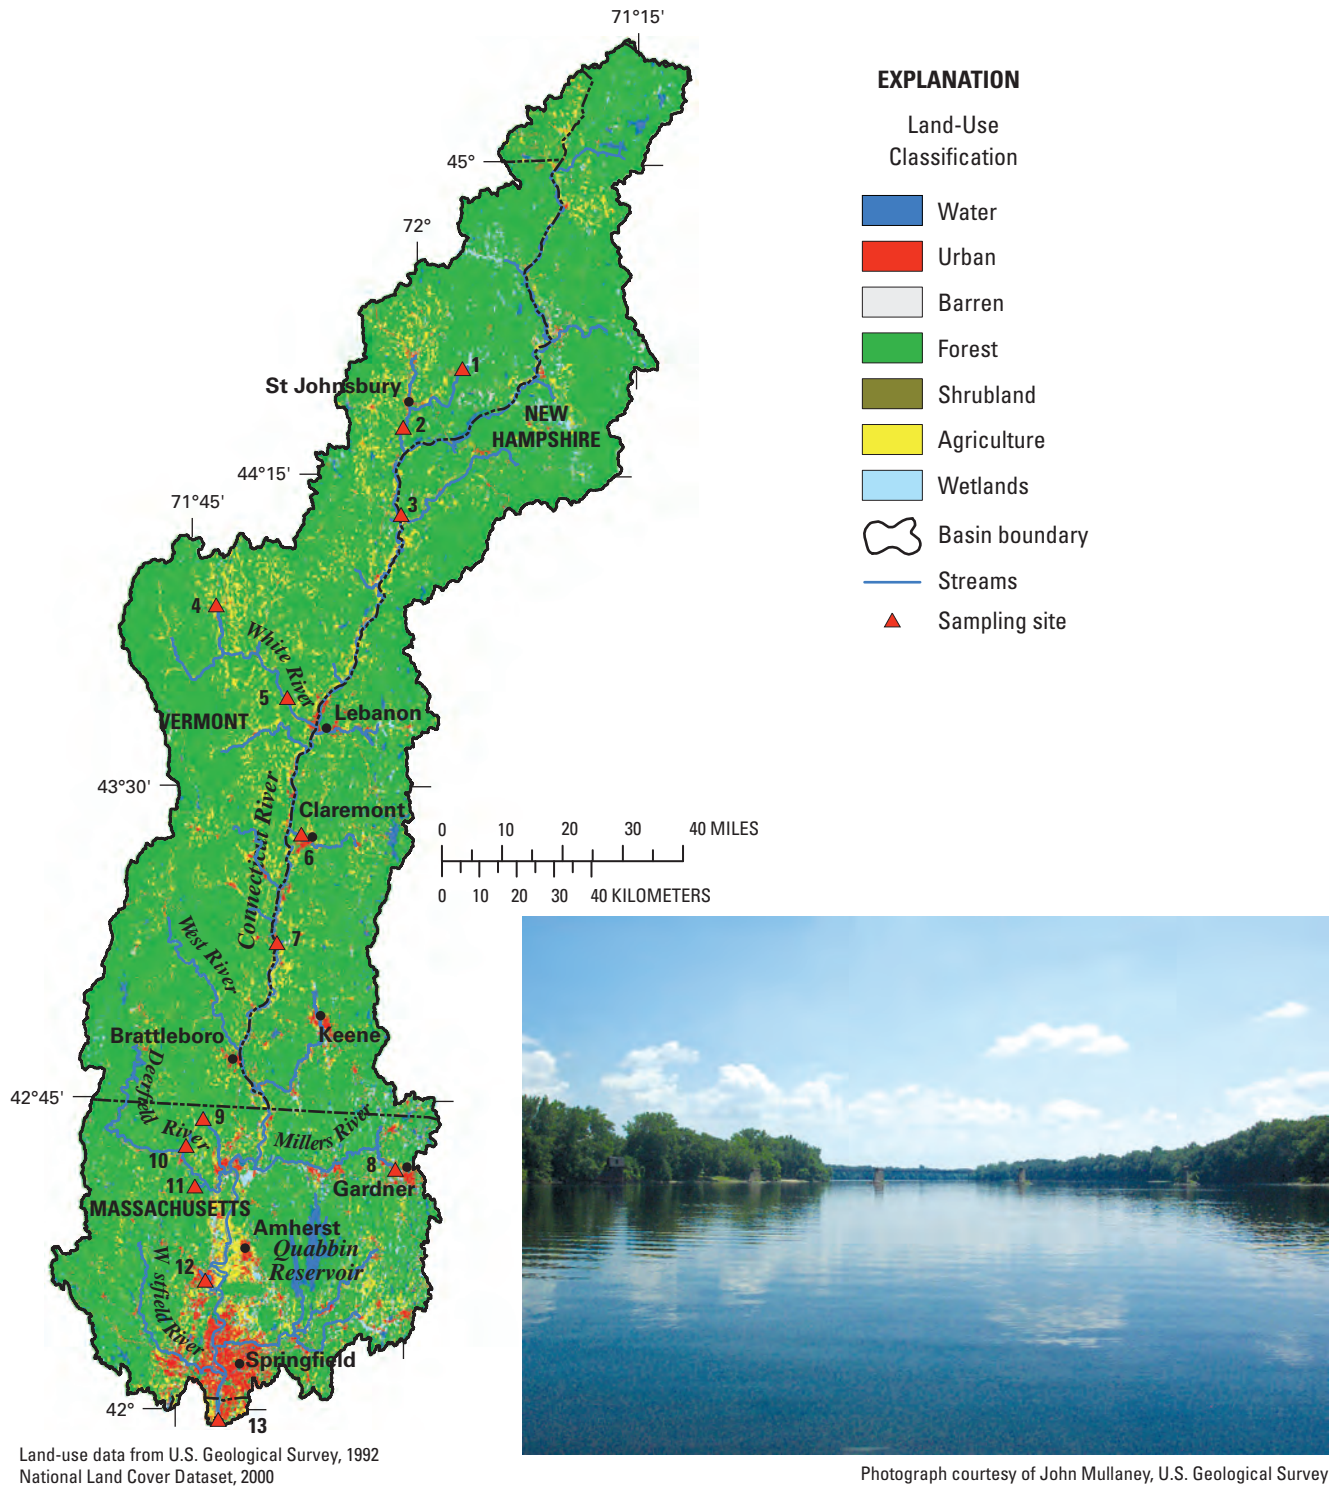 71°15'
45°
72°
1
St Johnsbury
2
NEW
HAMPSHIRE
44°15'
71°45'
3
4
White River
5
Lebanon
VERMONT
43°30'
Connecticut River
Claremont
6
7
West River
Brattleboro
Keene
42°45'
Deerfield
River
9
Millers River
10
8
11
Gardner
MASSACHUSETTS
Amherst
Quabbin
Reservoir
12
W stfield River
Springfield
42°
13
EXPLANATION
Land-Use
Classification
Water
Urban
Barren
Forest
Shrubland
Agriculture
Wetlands
Basin boundary
Streams
Sampling site
0 10 20 30 40 MILES
0 10 20 30 40 KILOMETERS
Land-use data from U.S. Geological Survey, 1992
National Land Cover Dataset, 2000
Photograph courtesy of John Mullaney, U.S. Geological Survey